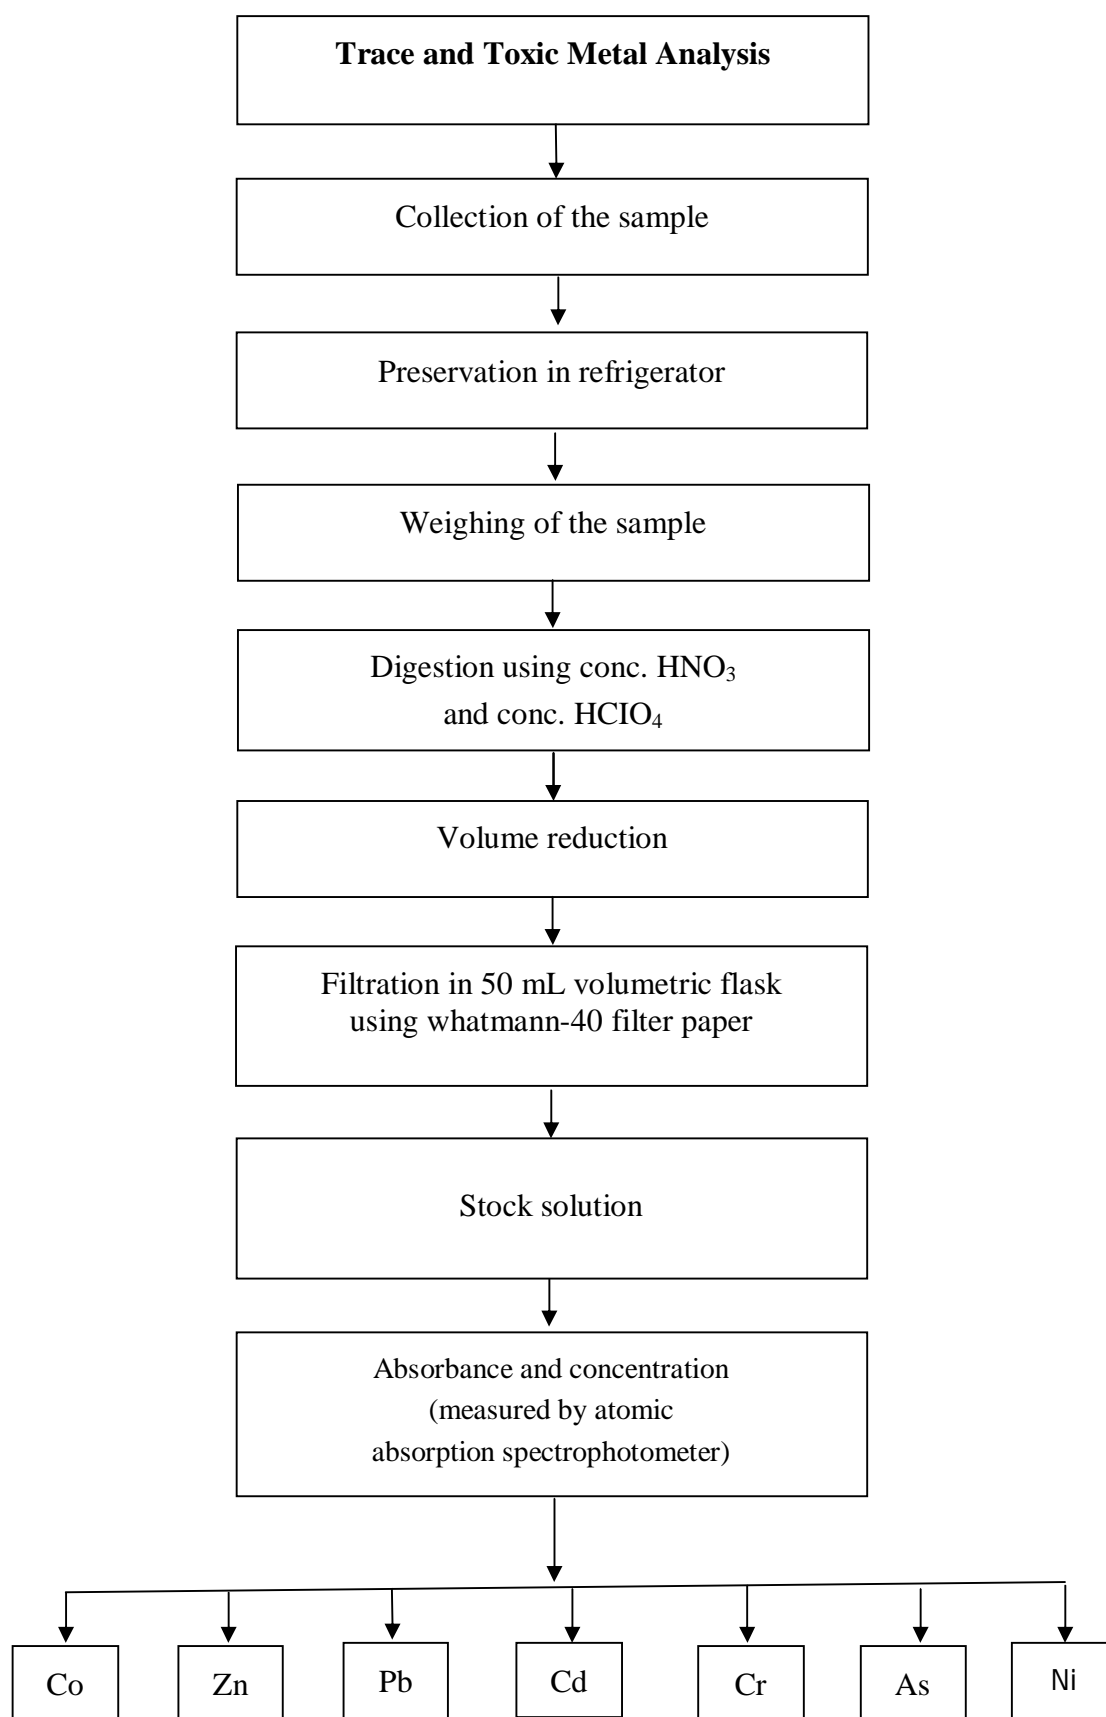 Trace and Toxic Metal Analysis
Collection of the sample
Preservation in refrigerator
Weighing of the sample
Digestion using conc. HNO₃
and conc. HCIO₄
Volume reduction
Filtration in 50 mL volumetric flask
using whatmann-40 filter paper
Stock solution
Absorbance and concentration
(measured by atomic
absorption spectrophotometer)
Co Zn Pb Cd Cr As Ni